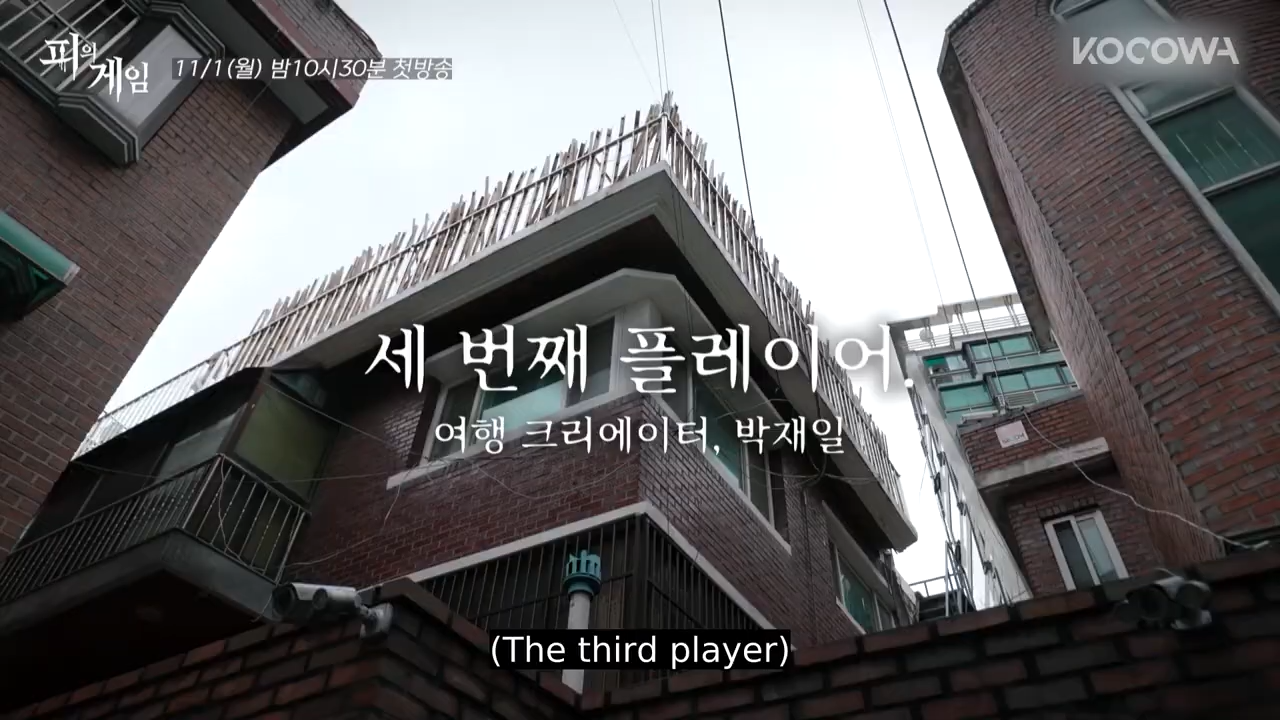 피의
게임
11/1(월) 밤10시30분 첫방송
KOCOWA
세 번째 플레이어.
여행 크리에이터, 박재일
(The third player)